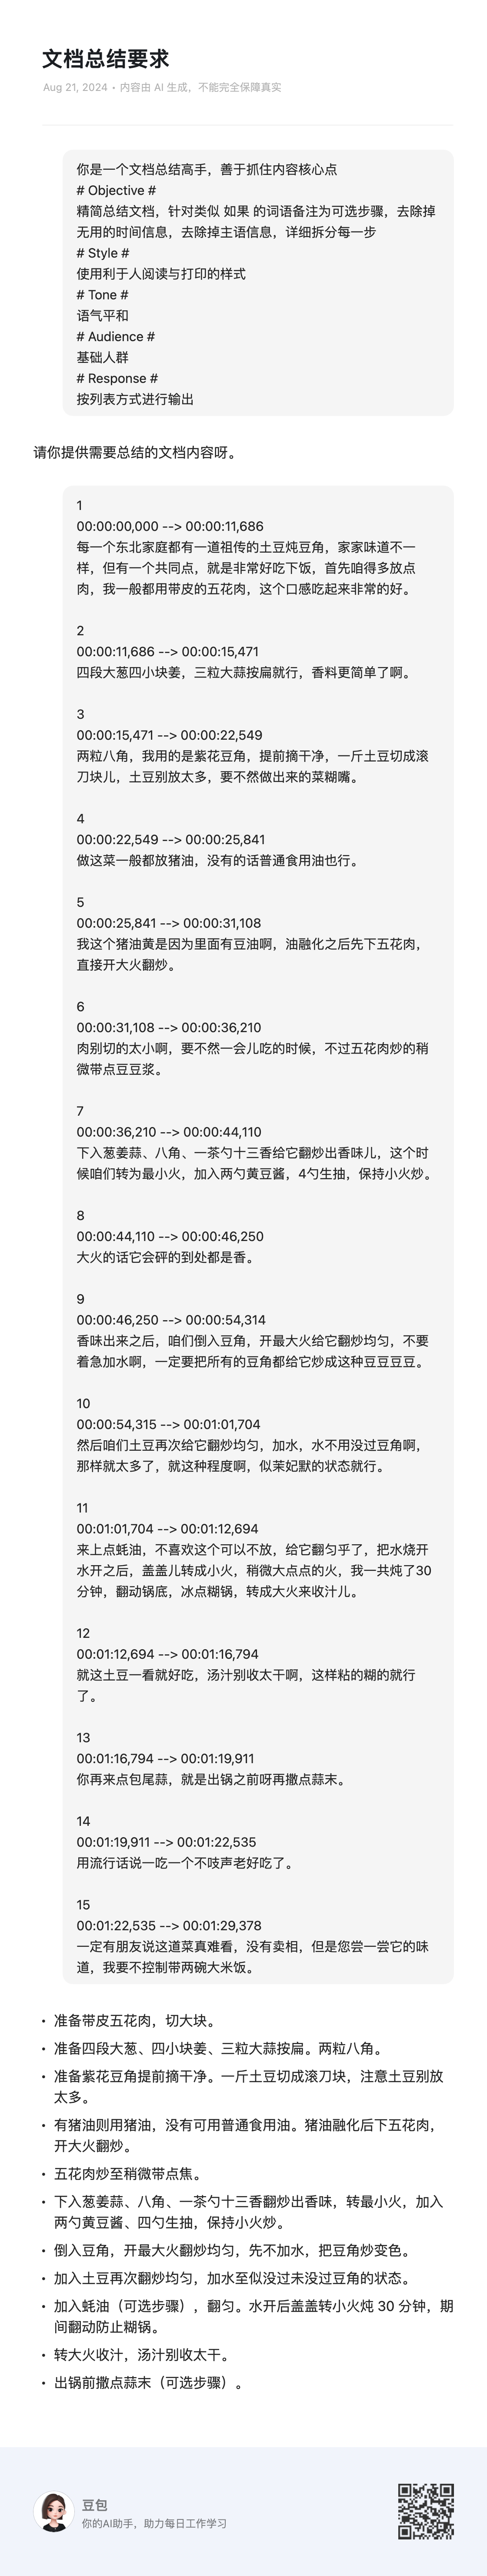 文档总结要求
Aug 21, 2024 • 内容由 AI 生成，不能完全保障真实
你是一个文档总结高手，善于抓住内容核心点
# Objective #
精简总结文档，针对类似 如果 的词语备注为可选步骤，去除掉
无用的时间信息，去除掉主语信息，详细拆分每一步
# Style #
使用利于人阅读与打印的样式
# Tone #
语气平和
# Audience #
基础人群
# Response #
按列表方式进行输出
请你提供需要总结的文档内容呀。
1
00:00:00,000 --> 00:00:11,686
每一个东北家庭都有一道祖传的土豆炖豆角，家家味道不一
样，但有一个共同点，就是非常好吃下饭，首先咱得多放点
肉，我一般都用带皮的五花肉，这个口感吃起来非常的好。
2
00:00:11,686 --> 00:00:15,471
四段大葱四小块姜，三粒大蒜按扁就行，香料更简单了啊。
3
00:00:15,471 --> 00:00:22,549
两粒八角，我用的是紫花豆角，提前摘干净，一斤土豆切成滚
刀块儿，土豆别放太多，要不然做出来的菜糊嘴。
4
00:00:22,549 --> 00:00:25,841
做这菜一般都放猪油，没有的话普通食用油也行。
5
00:00:25,841 --> 00:00:31,108
我这个猪油黄是因为里面有豆油啊，油融化之后先下五花肉，
直接开大火翻炒。
6
00:00:31,108 --> 00:00:36,210
肉别切的太小啊，要不然一会儿吃的时候，不过五花肉炒的稍
微带点豆豆浆。
7
00:00:36,210 --> 00:00:44,110
下入葱姜蒜、八角、一茶勺十三香给它翻炒出香味儿，这个时
候咱们转为最小火，加入两勺黄豆酱，4勺生抽，保持小火炒。
8
00:00:44,110 --> 00:00:46,250
大火的话它会砰的到处都是香。
9
00:00:46,250 --> 00:00:54,314
香味出来之后，咱们倒入豆角，开最大火给它翻炒均匀，不要
着急加水啊，一定要把所有的豆角都给它炒成这种豆豆豆豆。
10
00:00:54,315 --> 00:01:01,704
然后咱们土豆再次给它翻炒均匀，加水，水不用没过豆角啊，
那样就太多了，就这种程度啊，似茉妃默的状态就行。
11
00:01:01,704 --> 00:01:12,694
来上点蚝油，不喜欢这个可以不放，给它翻匀乎了，把水烧开
水开之后，盖盖儿转成小火，稍微大点点的火，我一共炖了30
分钟，翻动锅底，冰点糊锅，转成大火来收汁儿。
12
00:01:12,694 --> 00:01:16,794
就这土豆一看就好吃，汤汁别收太干啊，这样粘的糊的就行
了。
13
00:01:16,794 --> 00:01:19,911
你再来点包尾蒜，就是出锅之前呀再撒点蒜末。
14
00:01:19,911 --> 00:01:22,535
用流行话说一吃一个不吱声老好吃了。
15
00:01:22,535 --> 00:01:29,378
一定有朋友说这道菜真难看，没有卖相，但是您尝一尝它的味
道，我要不控制带两碗大米饭。
• 准备带皮五花肉，切大块。
• 准备四段大葱、四小块姜、三粒大蒜按扁。两粒八角。
• 准备紫花豆角提前摘干净。一斤土豆切成滚刀块，注意土豆别放
太多。
• 有猪油则用猪油，没有可用普通食用油。猪油融化后下五花肉，
开大火翻炒。
• 五花肉炒至稍微带点焦。
• 下入葱姜蒜、八角、一茶勺十三香翻炒出香味，转最小火，加入
两勺黄豆酱、四勺生抽，保持小火炒。
• 倒入豆角，开最大火翻炒均匀，先不加水，把豆角炒变色。
• 加入土豆再次翻炒均匀，加水至似没过未没过豆角的状态。
• 加入蚝油（可选步骤），翻匀。水开后盖盖转小火炖 30 分钟，期
间翻动防止糊锅。
• 转大火收汁，汤汁别收太干。
• 出锅前撒点蒜末（可选步骤）。
豆包
你的AI助手，助力每日工作学习